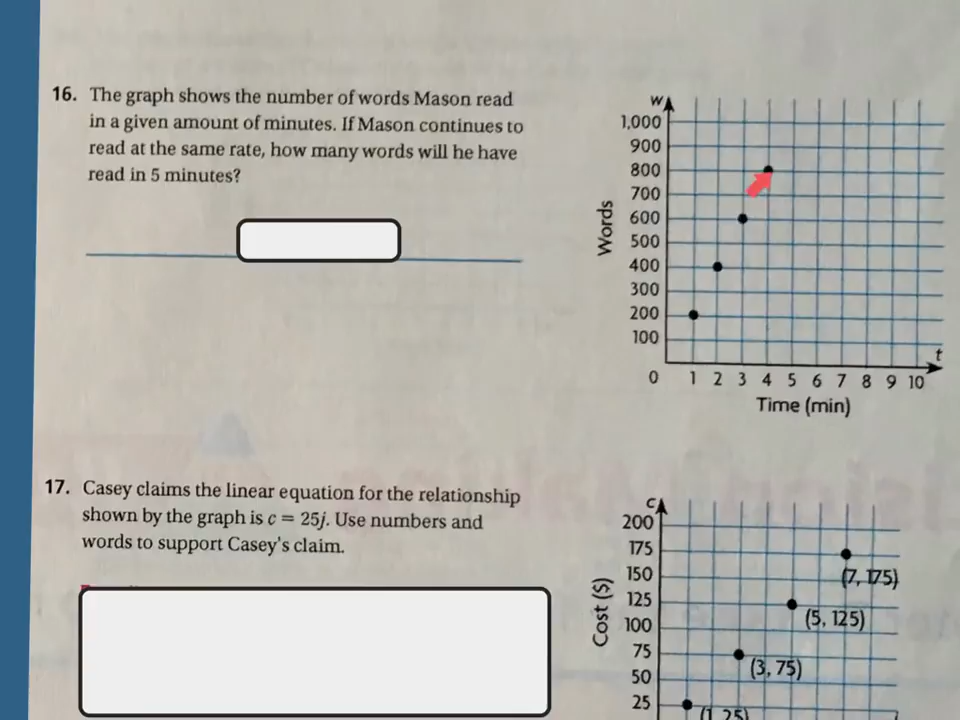 16. The graph shows the number of words Mason read
in a given amount of minutes. If Mason continues to
read at the same rate, how many words will he have
read in 5 minutes?
w
1,000
900
800
700
600
500
400
300
200
100
0 1 2 3 4 5 6 7 8 9 10
t
Words
Time (min)
17. Casey claims the linear equation for the relationship
shown by the graph is c = 25j. Use numbers and
words to support Casey's claim.
c
200
175
150
125
100
75
50
25
Cost ($)
(7, 175)
(5, 125)
(3, 75)
(1, 25)